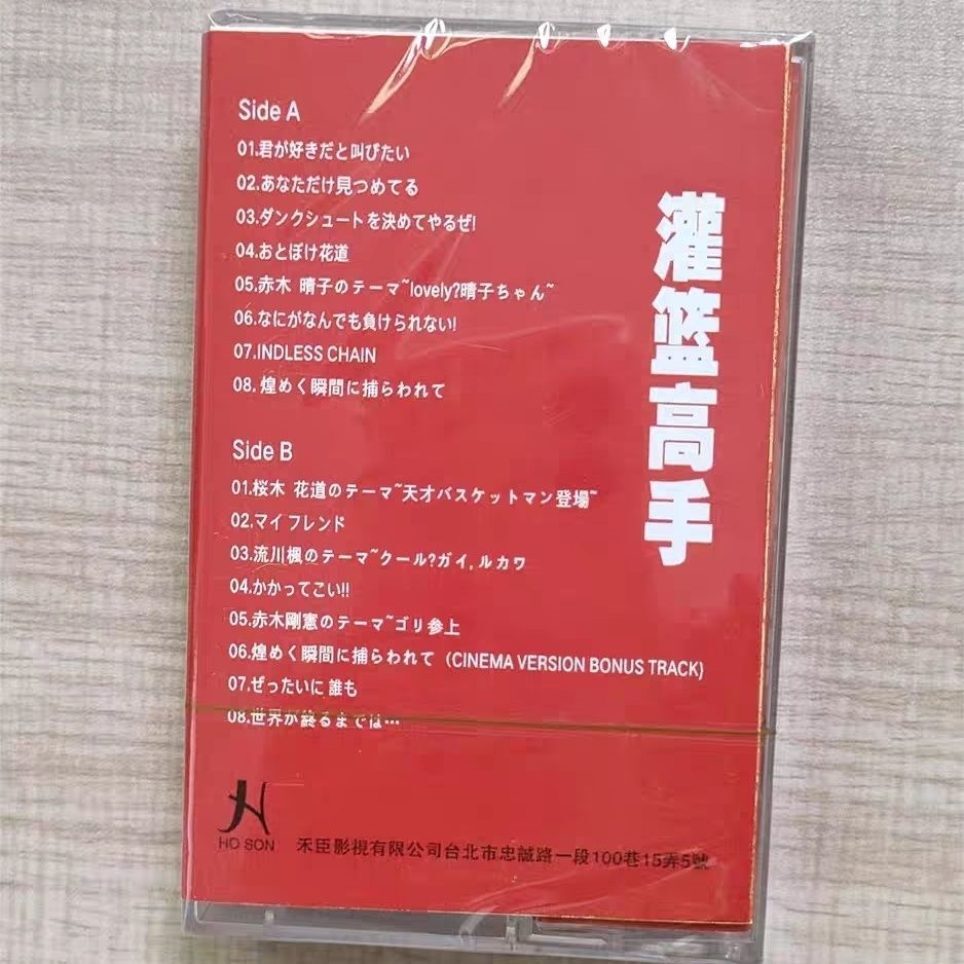 Side A
01.君が好きだと叫びたい
02.あなただけ見つめてる
03.ダンクシュートを決めてやるぜ!
04.おとぼけ花道
05.赤木 晴子のテーマ~lovely?晴子ちゃん~
06.なにがなんでも負けられない!
07.INDLESS CHAIN
08. 煌めく瞬間に捕らわれて
Side B
01.桜木 花道のテーマ~天才バスケットマン登場~
02.マイフレンド
03.流川楓のテーマ~クール?ガイ,ルカワ
04.かかってこい!!
05.赤木剛憲のテーマ~ゴリ参上
06.煌めく瞬間に捕らわれて (CINEMA VERSION BONUS TRACK)
07.ぜったいに 誰も
08.世界が終るまでは…
灌篮高手
HO SON
禾臣影視有限公司台北市忠誠路一段100巷15弄5號